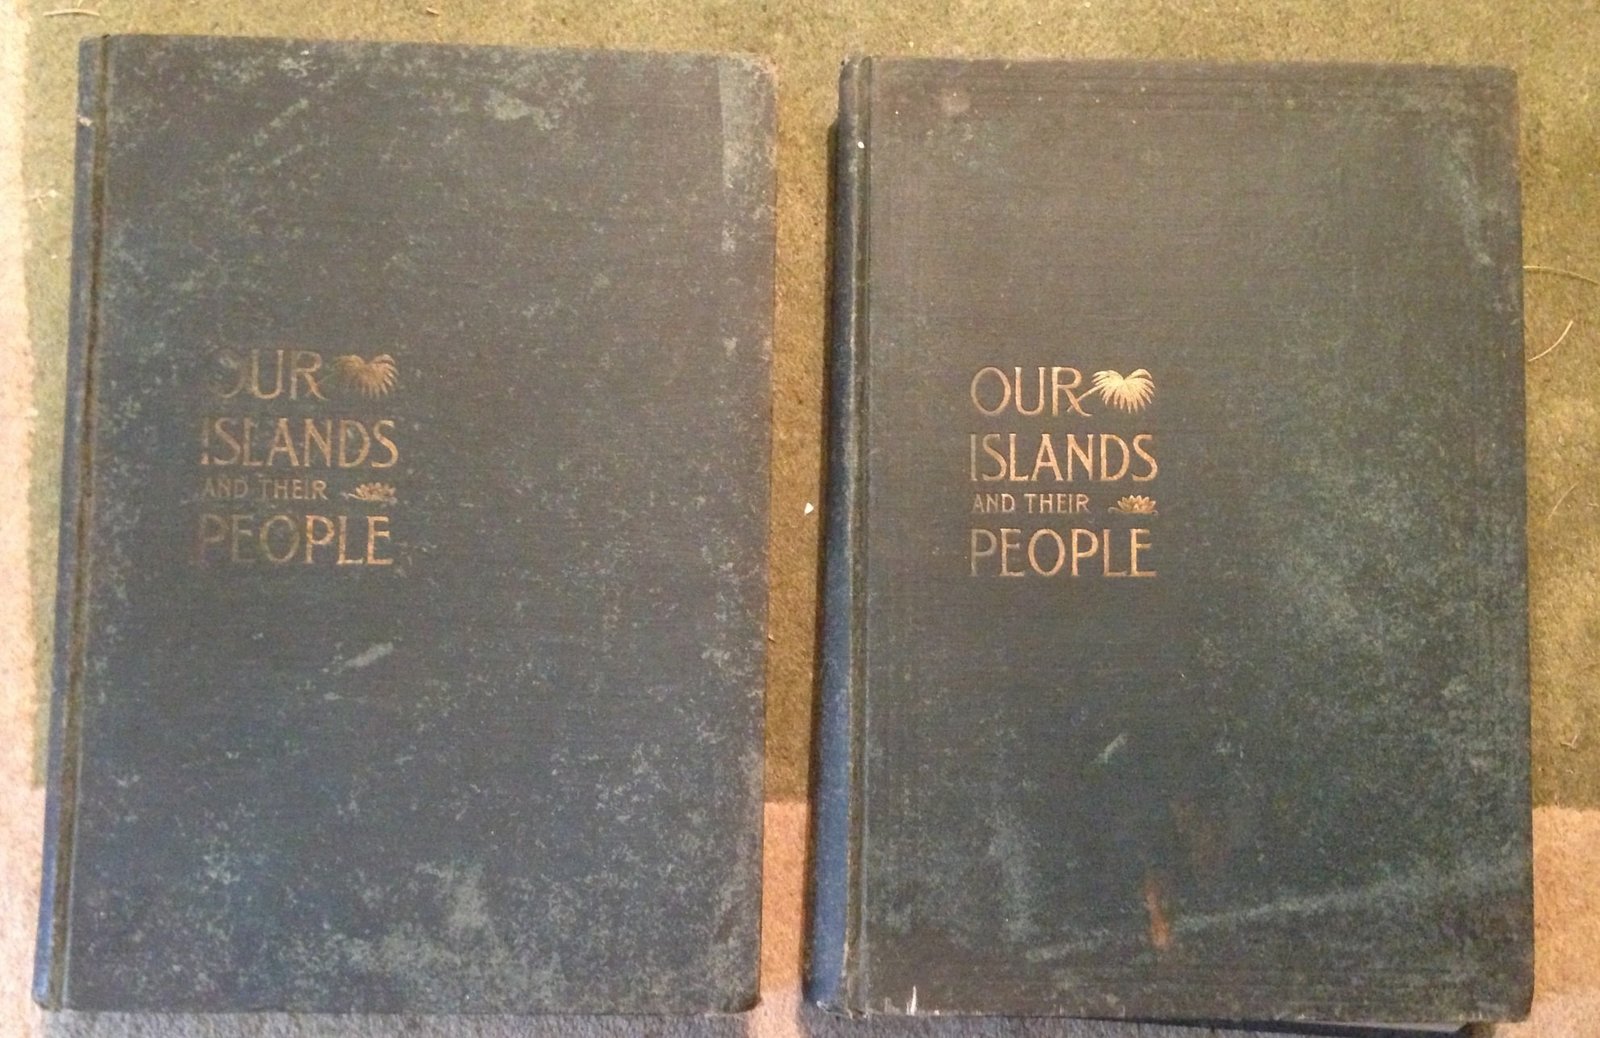 OUR
ISLANDS
AND THEIR
PEOPLE
OUR
ISLANDS
AND THEIR
PEOPLE